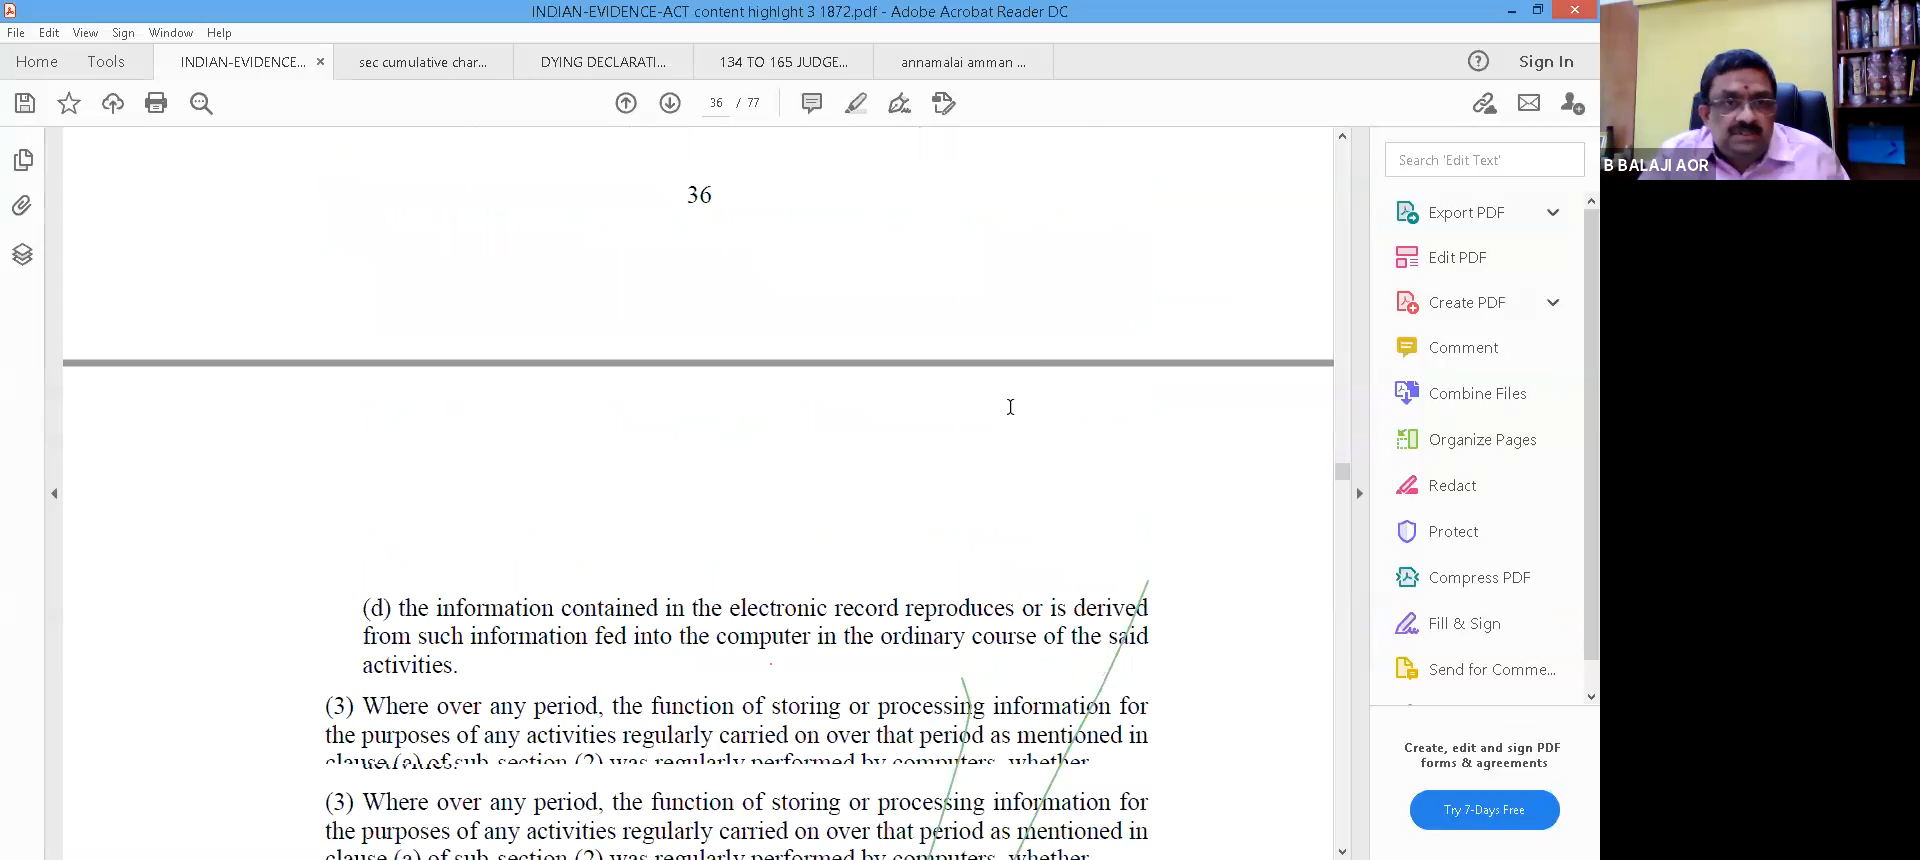 INDIAN-EVIDENCE-ACT content highlght 3 1872.pdf - Adobe Acrobat Reader DC
File Edit View Sign Window Help
Home Tools INDIAN-EVIDENCE... × sec cumulative char... DYING DECLARATI... 134 TO 165 JUDGE... annamalai amman ... Sign In
36 / 77
36
(d) the information contained in the electronic record reproduces or is derived
from such information fed into the computer in the ordinary course of the said
activities.
(3) Where over any period, the function of storing or processing information for
the purposes of any activities regularly carried on over that period as mentioned in
clause (a) of sub-section (2) was regularly performed by computers, whether
(3) Where over any period, the function of storing or processing information for
the purposes of any activities regularly carried on over that period as mentioned in
clause (a) of sub-section (2) was regularly performed by computers, whether
Search 'Edit Text'
Export PDF
Edit PDF
Create PDF
Comment
Combine Files
Organize Pages
Redact
Protect
Compress PDF
Fill & Sign
Send for Comme...
Create, edit and sign PDF
forms & agreements
Try 7-Days Free
B BALAJI AOR